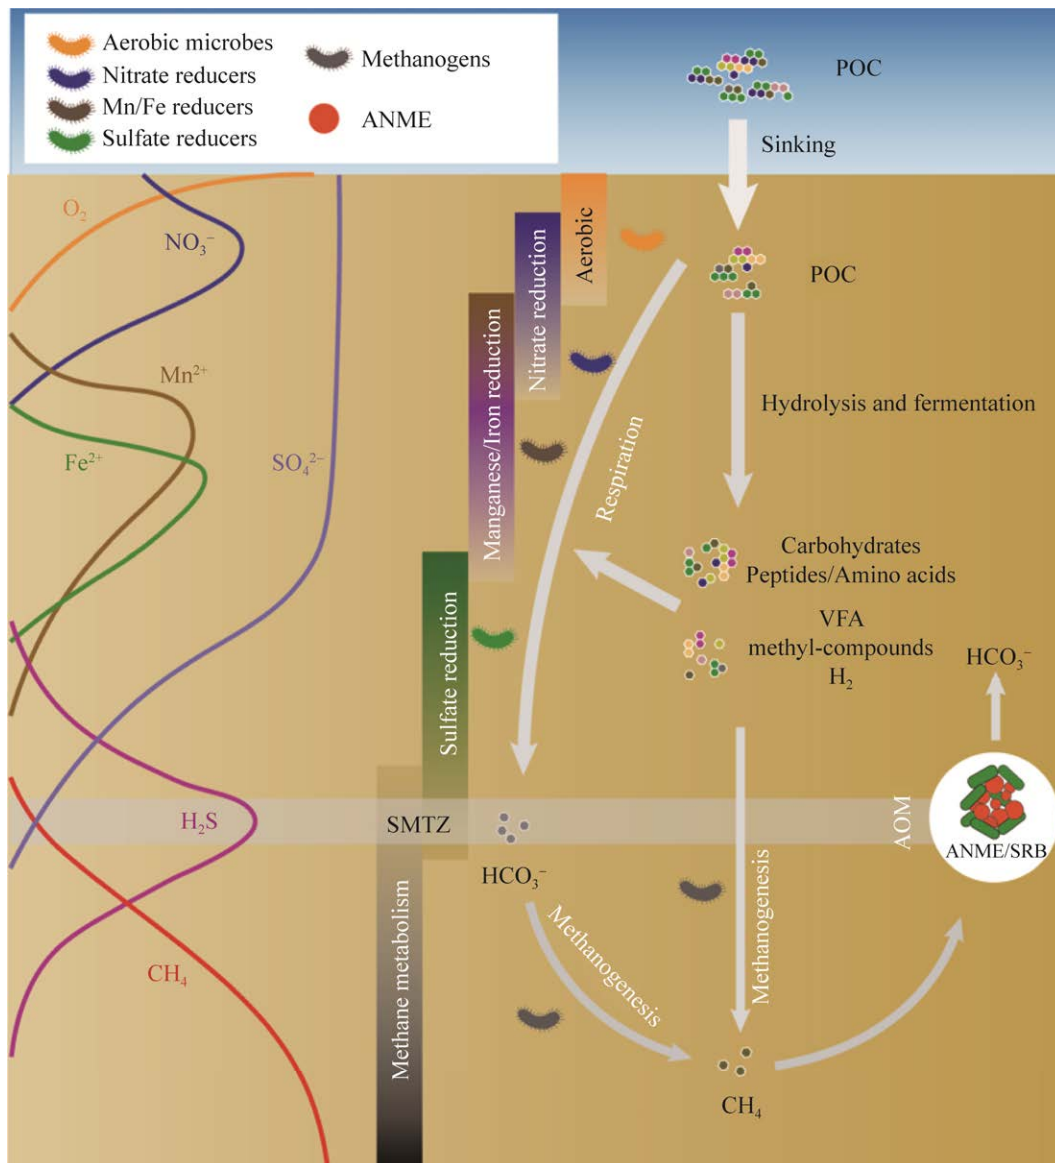 Aerobic microbes
Nitrate reducers
Mn/Fe reducers
Sulfate reducers
Methanogens
ANME
POC
Sinking
O₂
NO₃⁻
Aerobic
Nitrate reduction
POC
Manganese/Iron reduction
Mn²⁺
Hydrolysis and fermentation
Fe²⁺
SO₄²⁻
Respiration
Carbohydrates
Peptides/Amino acids
VFA
methyl-compounds
H₂
HCO₃⁻
Sulfate reduction
H₂S
SMTZ
AOM
ANME/SRB
HCO₃⁻
Methane metabolism
Methanogenesis
Methanogenesis
CH₄
CH₄